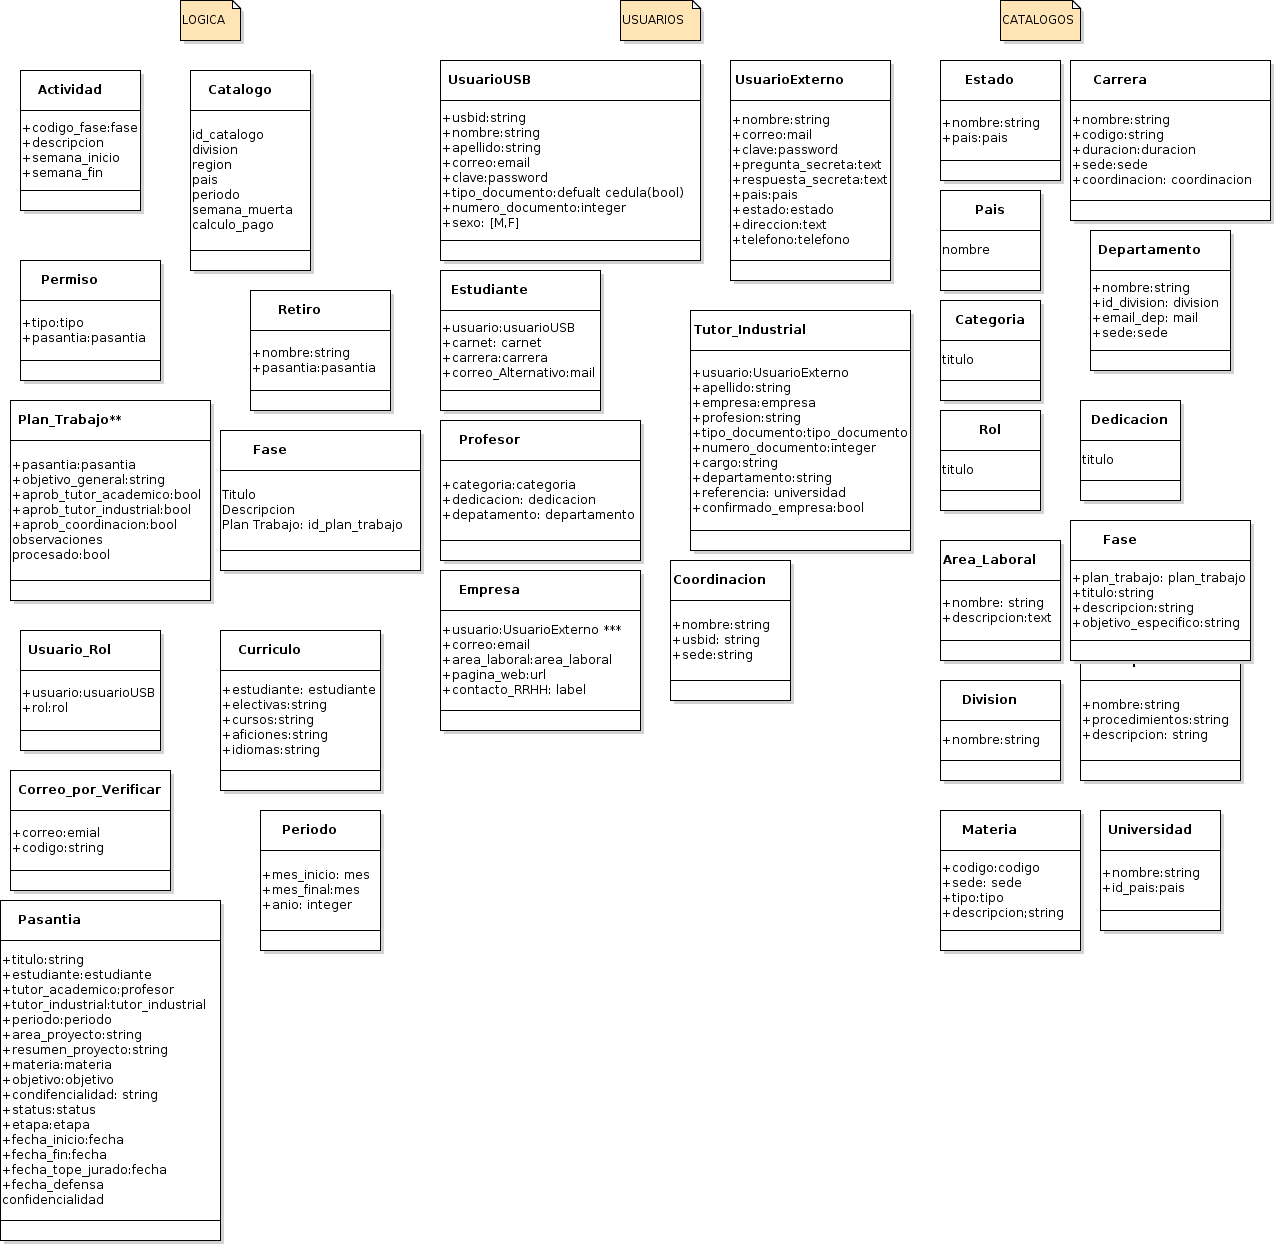 LOGICA
Actividad
+codigo_fase:fase
+descripcion
+semana_inicio
+semana_fin
Catalogo
id_catalogo
division
region
pais
periodo
semana_muerta
calculo_pago
Permiso
+tipo:tipo
+pasantia:pasantia
Retiro
+nombre:string
+pasantia:pasantia
Plan_Trabajo**
+pasantia:pasantia
+objetivo_general:string
+aprob_tutor_academico:bool
+aprob_tutor_industrial:bool
+aprob_coordinacion:bool
observaciones
procesado:bool
Fase
Titulo
Descripcion
Plan Trabajo: id_plan_trabajo
Usuario_Rol
+usuario:usuarioUSB
+rol:rol
Curriculo
+estudiante: estudiante
+electivas:string
+cursos:string
+aficiones:string
+idiomas:string
Correo_por_Verificar
+correo:emial
+codigo:string
Periodo
+mes_inicio: mes
+mes_final:mes
+anio: integer
Pasantia
+titulo:string
+estudiante:estudiante
+tutor_academico:profesor
+tutor_industrial:tutor_industrial
+periodo:periodo
+area_proyecto:string
+resumen_proyecto:string
+materia:materia
+objetivo:objetivo
+condifencialidad: string
+status:status
+etapa:etapa
+fecha_inicio:fecha
+fecha_fin:fecha
+fecha_tope_jurado:fecha
+fecha_defensa
confidencialidad
USUARIOS
UsuarioUSB
+usbid:string
+nombre:string
+apellido:string
+correo:email
+clave:password
+tipo_documento:defualt cedula(bool)
+numero_documento:integer
+sexo: [M,F]
UsuarioExterno
+nombre:string
+correo:mail
+clave:password
+pregunta_secreta:text
+respuesta_secreta:text
+pais:pais
+estado:estado
+direccion:text
+telefono:telefono
Estudiante
+usuario:usuarioUSB
+carnet: carnet
+carrera:carrera
+correo_Alternativo:mail
Tutor_Industrial
+usuario:UsuarioExterno
+apellido:string
+empresa:empresa
+profesion:string
+tipo_documento:tipo_documento
+numero_documento:integer
+cargo:string
+departamento:string
+referencia: universidad
+confirmado_empresa:bool
Profesor
+categoria:categoria
+dedicacion: dedicacion
+depatamento: departamento
Empresa
+usuario:UsuarioExterno ***
+correo:email
+area_laboral:area_laboral
+pagina_web:url
+contacto_RRHH: label
Coordinacion
+nombre:string
+usbid: string
+sede:string
CATALOGOS
Estado
+nombre:string
+pais:pais
Carrera
+nombre:string
+codigo:string
+duracion:duracion
+sede:sede
+coordinacion: coordinacion
Pais
nombre
Departamento
+nombre:string
+id_division: division
+email_dep: mail
+sede:sede
Categoria
titulo
Rol
titulo
Dedicacion
titulo
Area_Laboral
+nombre: string
+descripcion:text
Fase
+plan_trabajo: plan_trabajo
+titulo:string
+descripcion:string
+objetivo_especifico:string
Division
+nombre:string
+nombre:string
+procedimientos:string
+descripcion: string
Materia
+codigo:codigo
+sede: sede
+tipo:tipo
+descripcion;string
Universidad
+nombre:string
+id_pais:pais